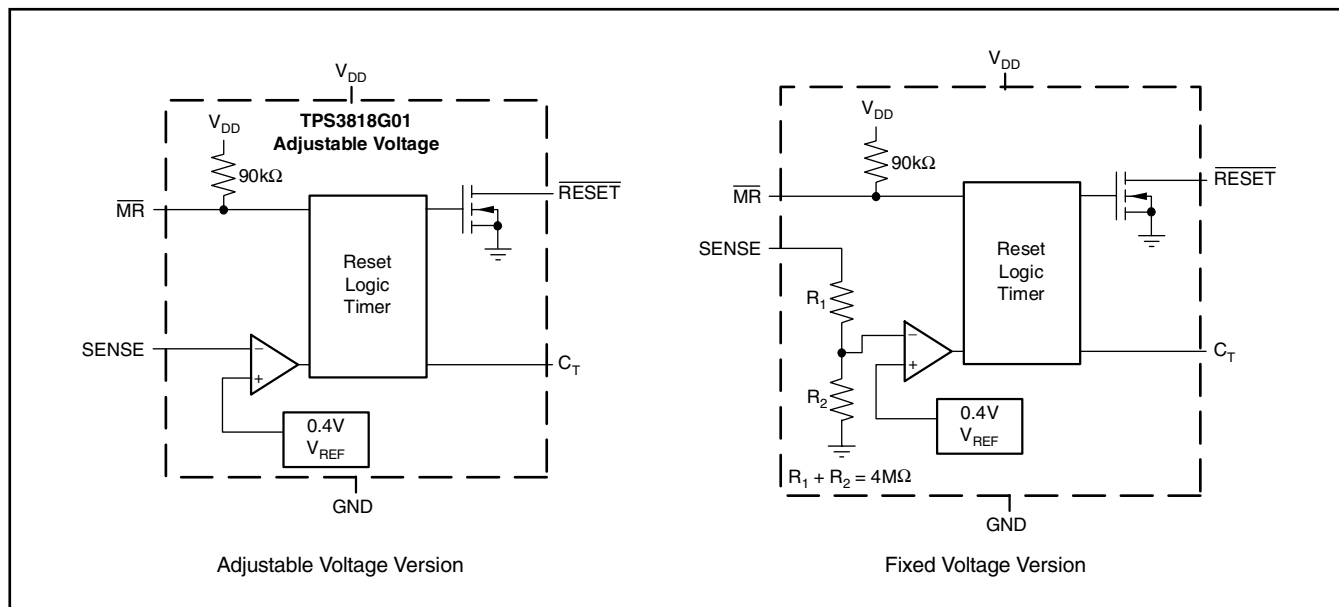 V_DD
TPS3818G01
Adjustable Voltage
V_DD
90kΩ
MR
RESET
Reset
Logic
Timer
SENSE
−
+
C_T
0.4V
V_REF
GND
Adjustable Voltage Version
V_DD
V_DD
90kΩ
MR
RESET
SENSE
Reset
Logic
Timer
R_1
−
+
C_T
R_2
0.4V
V_REF
R_1 + R_2 = 4MΩ
GND
Fixed Voltage Version